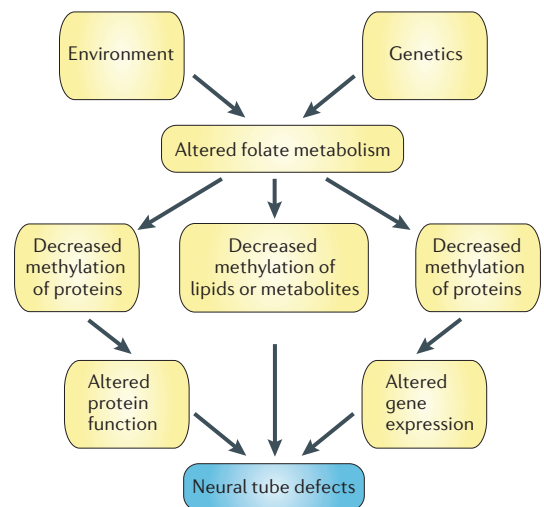 Environment
Genetics
Altered folate metabolism
Decreased
methylation
of proteins
Decreased
methylation of
lipids or metabolites
Decreased
methylation
of proteins
Altered
protein
function
Altered
gene
expression
Neural tube defects